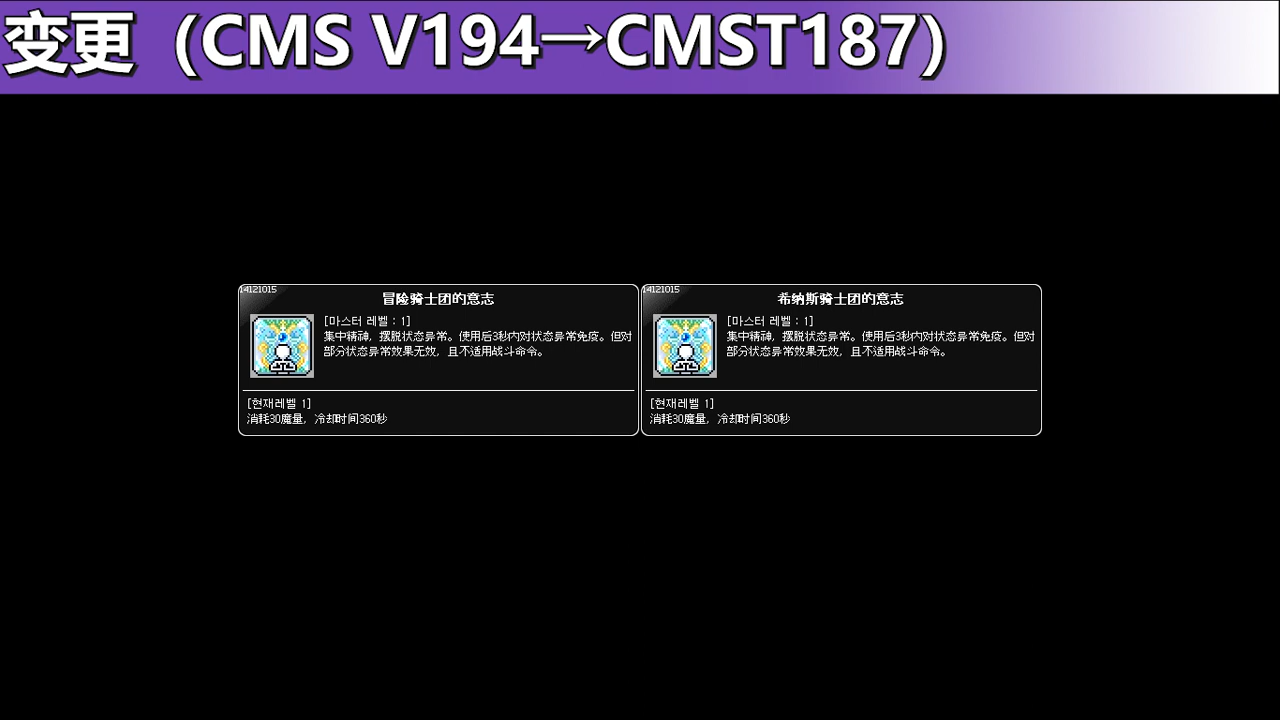 变更（CMS V194→CMST187）
14121015
冒险骑士团的意志
[마스터 레벨 : 1]
集中精神，摆脱状态异常。使用后3秒内对状态异常免疫。但对
部分状态异常效果无效，且不适用战斗命令。
[현재레벨 1]
消耗30魔量，冷却时间360秒
14121015
希纳斯骑士团的意志
[마스터 레벨 : 1]
集中精神，摆脱状态异常。使用后3秒内对状态异常免疫。但对
部分状态异常效果无效，且不适用战斗命令。
[현재레벨 1]
消耗30魔量，冷却时间360秒